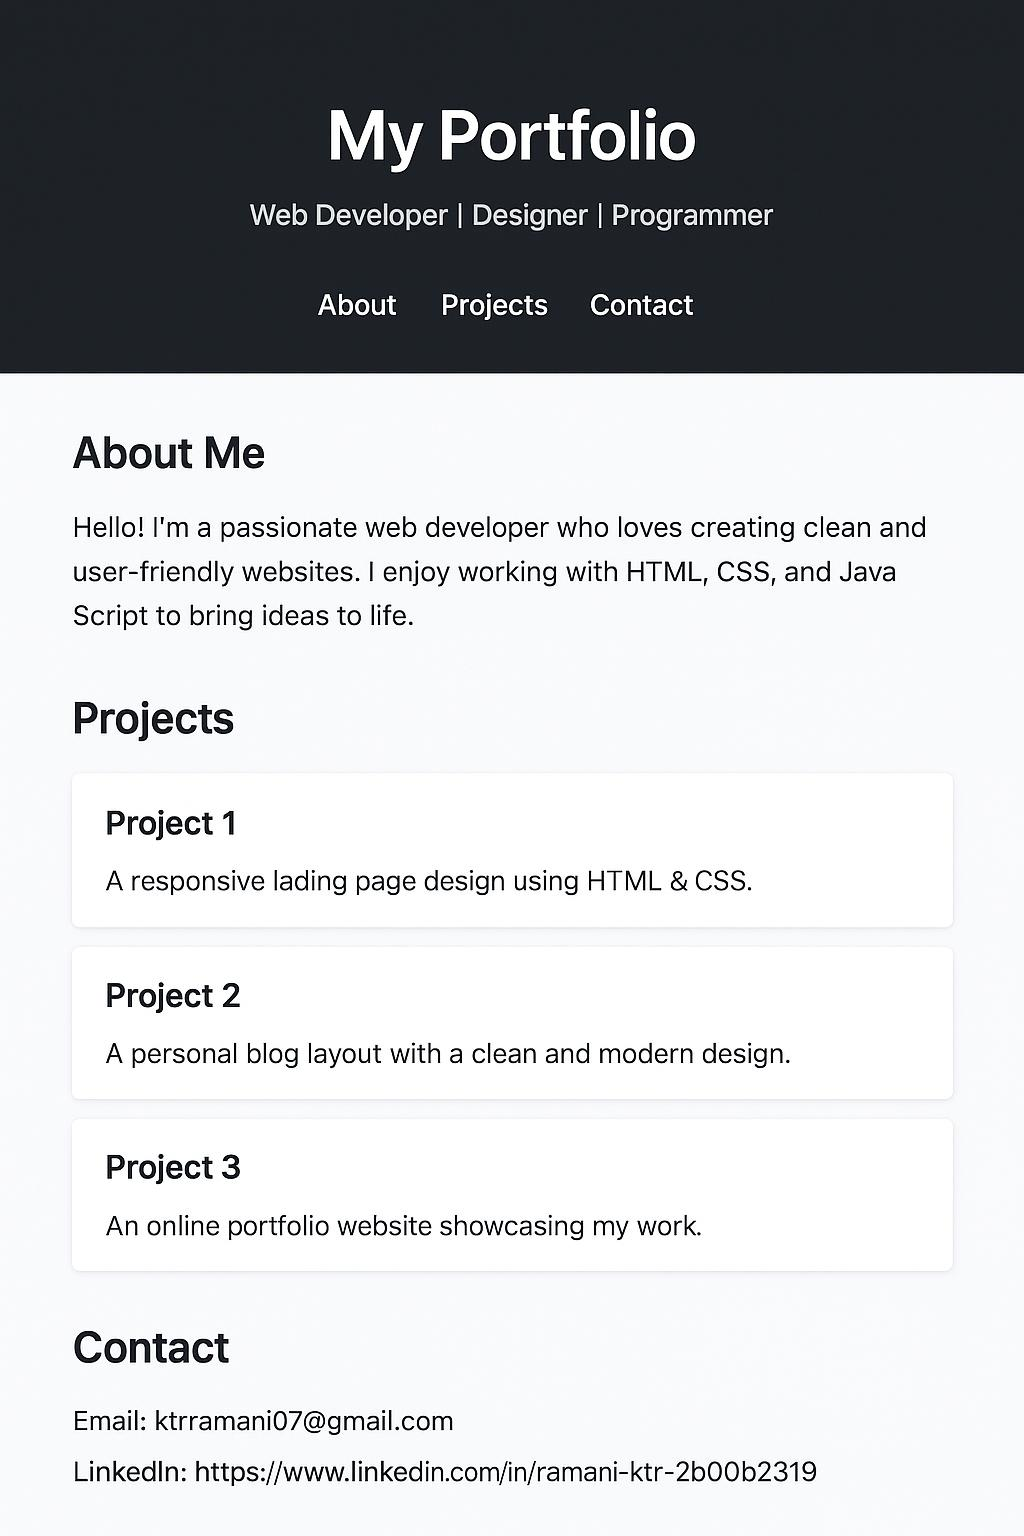 My Portfolio
Web Developer | Designer | Programmer
About Projects Contact
About Me
Hello! I'm a passionate web developer who loves creating clean and
user-friendly websites. I enjoy working with HTML, CSS, and Java
Script to bring ideas to life.
Projects
Project 1
A responsive lading page design using HTML & CSS.
Project 2
A personal blog layout with a clean and modern design.
Project 3
An online portfolio website showcasing my work.
Contact
Email: ktrramani07@gmail.com
LinkedIn: https://www.linkedin.com/in/ramani-ktr-2b00b2319